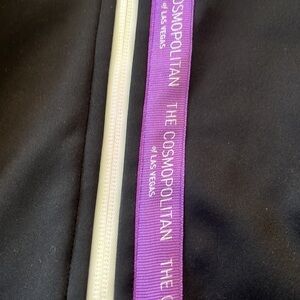 COSMOPOLITAN
of LAS VEGAS
THE COSMOPOLITAN
of LAS VEGAS
THE C